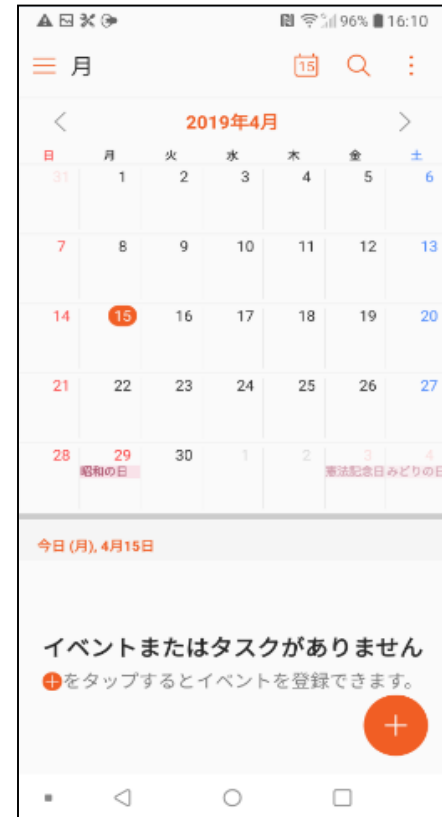 96% 16:10
月 15
2019年4月
日 月 火 水 木 金 土
31 1 2 3 4 5 6
7 8 9 10 11 12 13
14 15 16 17 18 19 20
21 22 23 24 25 26 27
28 29 30 1 2 3 4
昭和の日 憲法記念日 みどりの日
今日 (月), 4月15日
イベントまたはタスクがありません
をタップするとイベントを登録できます。